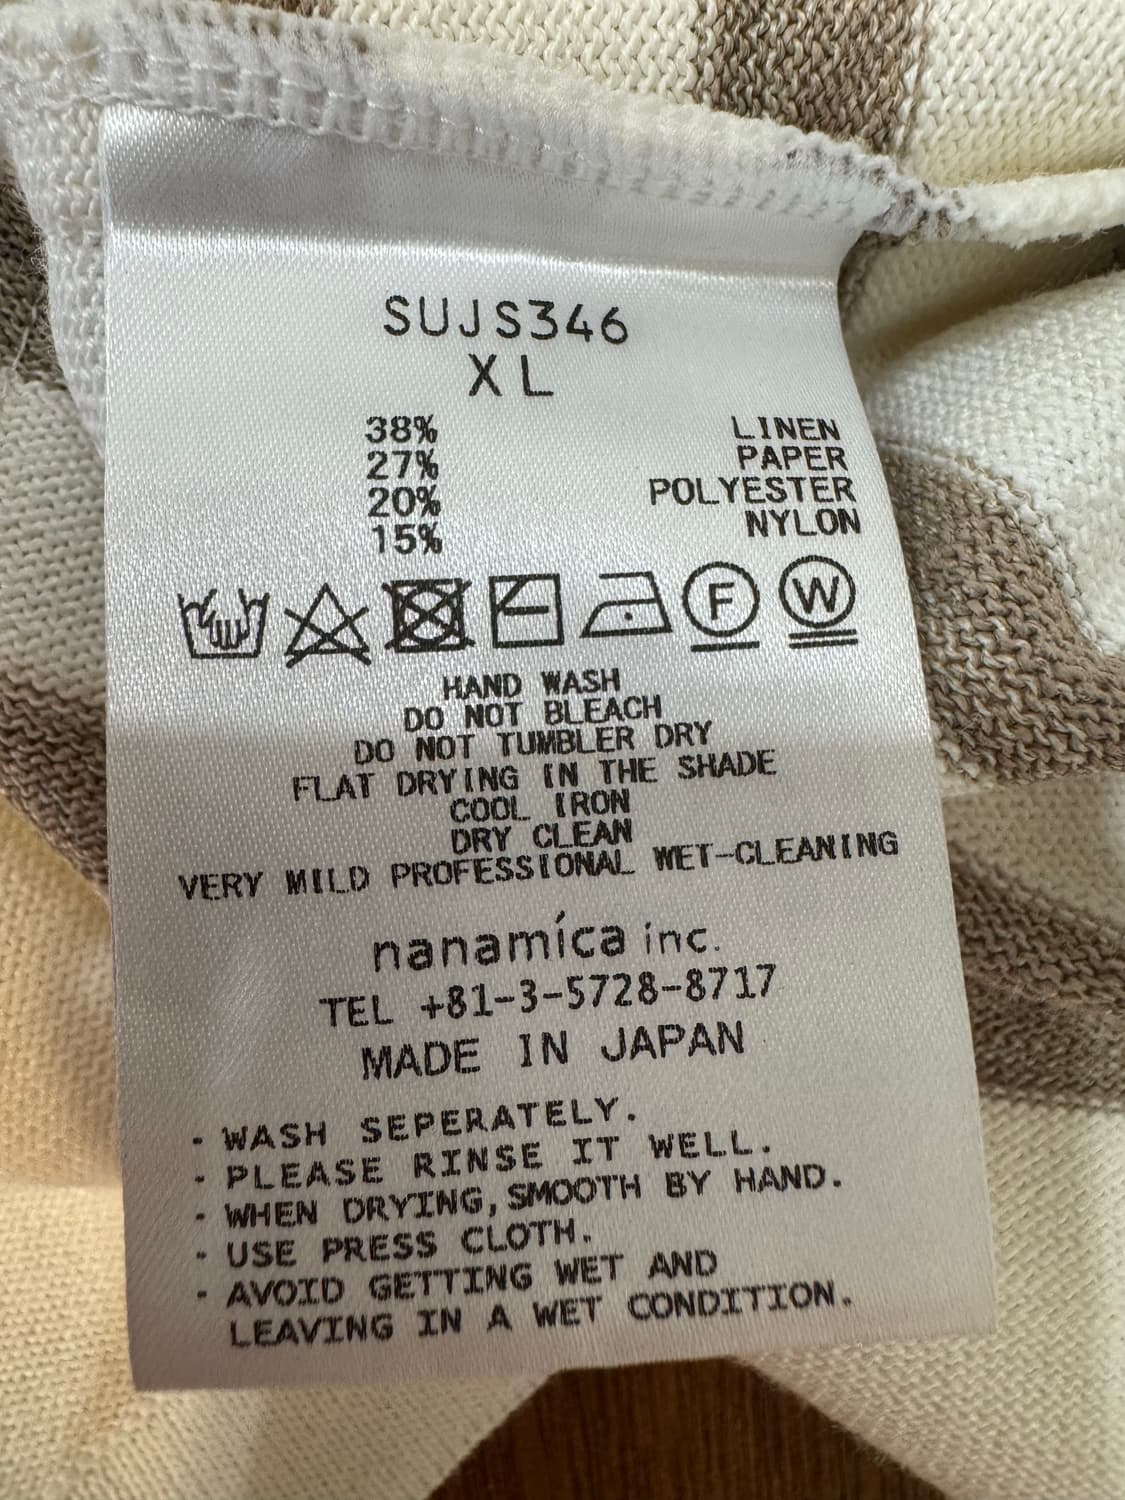 SUJS346
XL
38% LINEN
27% PAPER
20% POLYESTER
15% NYLON
F W
HAND WASH
DO NOT BLEACH
DO NOT TUMBLER DRY
FLAT DRYING IN THE SHADE
COOL IRON
DRY CLEAN
VERY MILD PROFESSIONAL WET-CLEANING
nanamíca inc.
TEL +81-3-5728-8717
MADE IN JAPAN
· WASH SEPERATELY.
· PLEASE RINSE IT WELL.
· WHEN DRYING, SMOOTH BY HAND.
· USE PRESS CLOTH.
· AVOID GETTING WET AND
LEAVING IN A WET CONDITION.